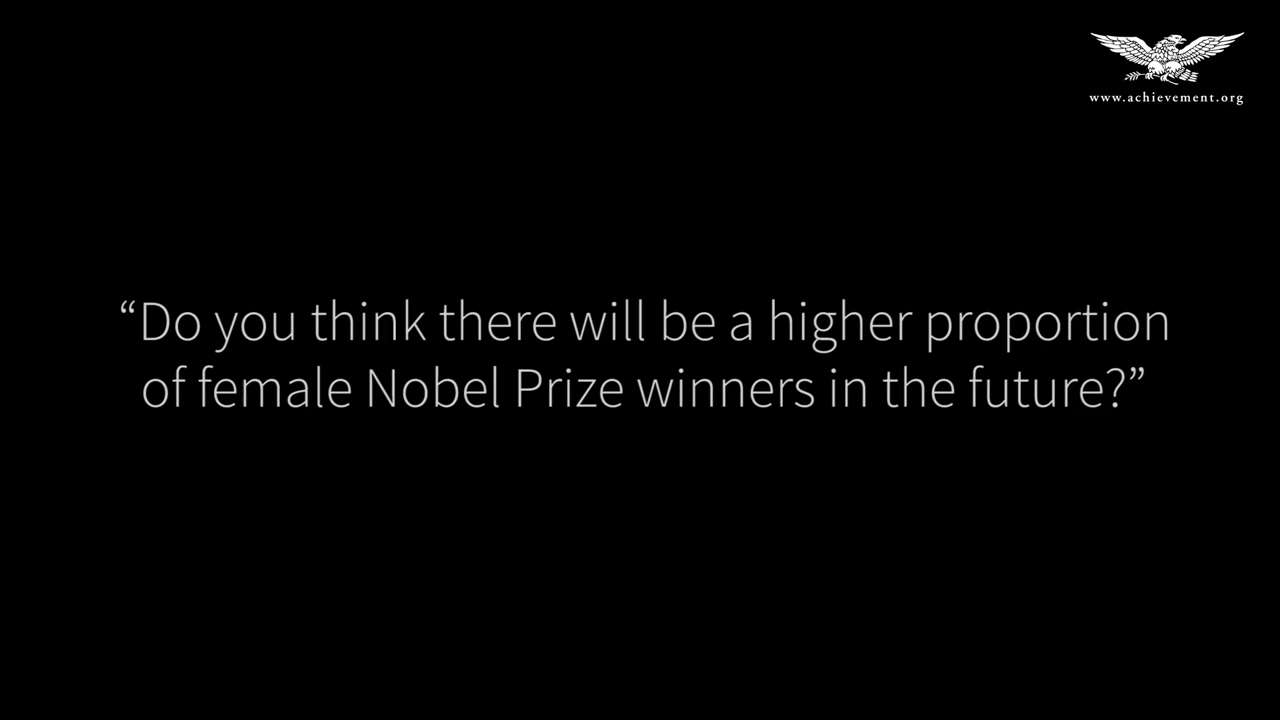 www.achievement.org
“Do you think there will be a higher proportion
of female Nobel Prize winners in the future?”